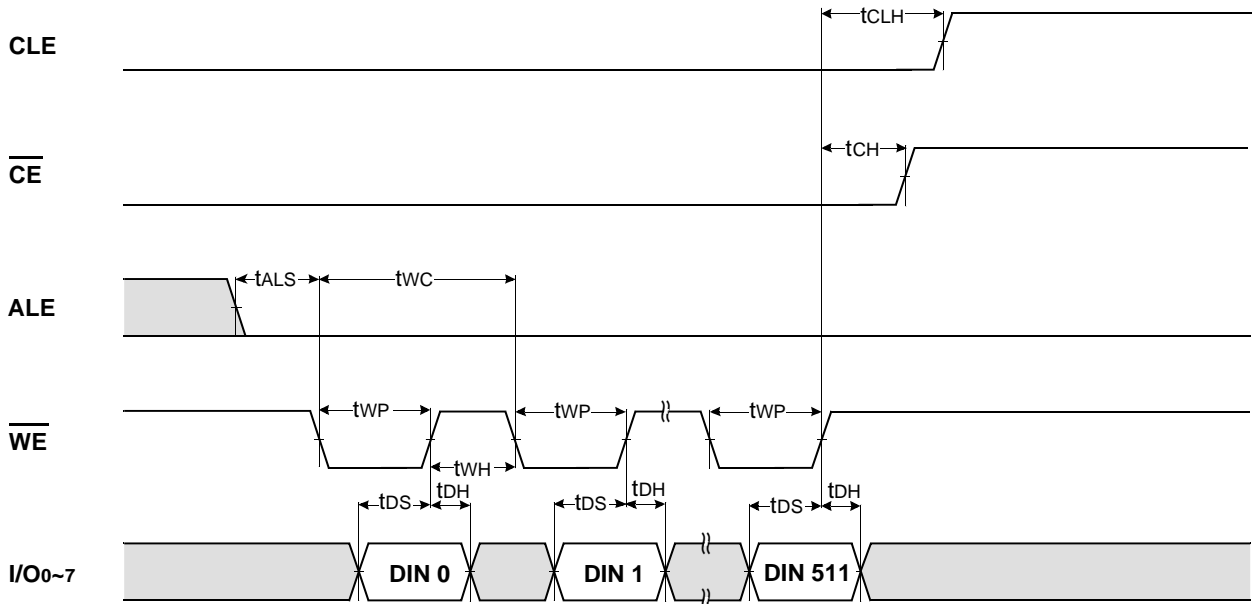 CLE
tCLH
CE
tCH
ALE
tALS
tWC
WE
tWP
tWP
tWP
tWH
tDS
tDH
tDS
tDH
tDS
tDH
I/O0~7
DIN 0
DIN 1
DIN 511